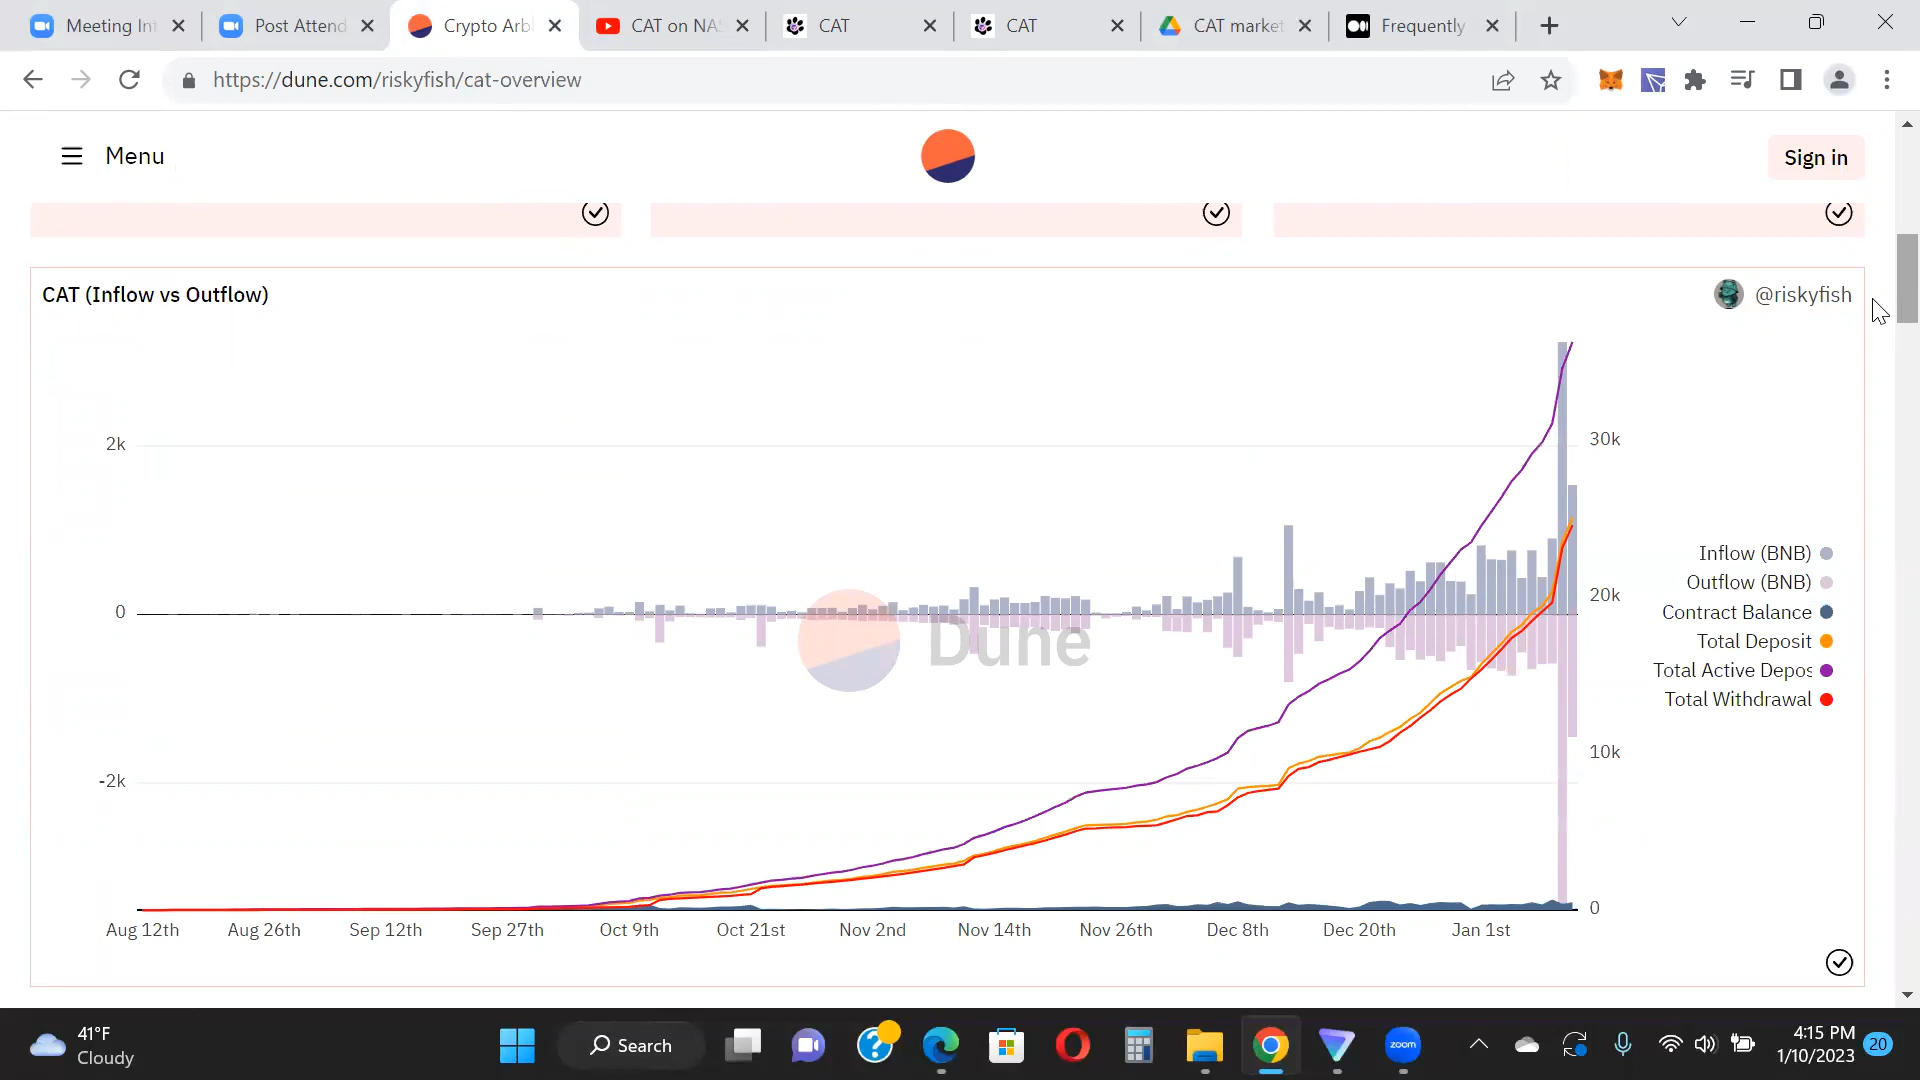 Meeting In
Post Attend
Crypto Arb
CAT on NAS
CAT
CAT
CAT market
Frequently
https://dune.com/riskyfish/cat-overview
Menu
Sign in
CAT (Inflow vs Outflow)
@riskyfish
2k
0
-2k
30k
20k
10k
0
Inflow (BNB)
Outflow (BNB)
Contract Balance
Total Deposit
Total Active Depos
Total Withdrawal
Dune
Aug 12th
Aug 26th
Sep 12th
Sep 27th
Oct 9th
Oct 21st
Nov 2nd
Nov 14th
Nov 26th
Dec 8th
Dec 20th
Jan 1st
41°F
Cloudy
Search
zoom
4:15 PM
1/10/2023
20